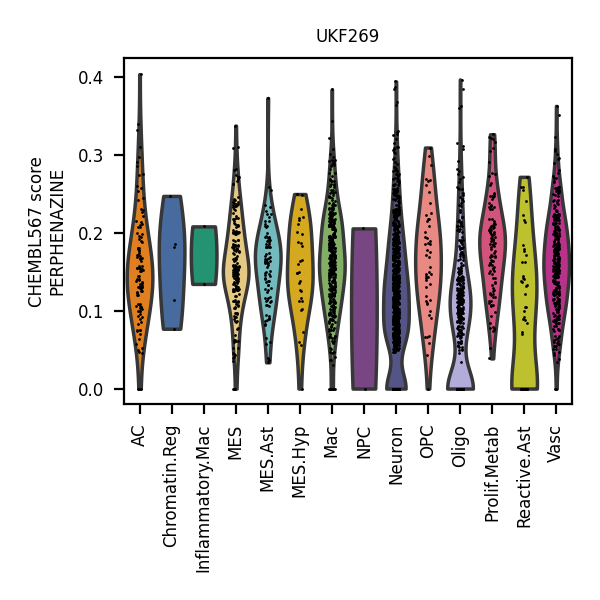 UKF269
CHEMBL567 score
PERPHENAZINE
0.4
0.3
0.2
0.1
0.0
AC
Chromatin.Reg
Inflammatory.Mac
MES
MES.Ast
MES.Hyp
Mac
NPC
Neuron
OPC
Oligo
Prolif.Metab
Reactive.Ast
Vasc